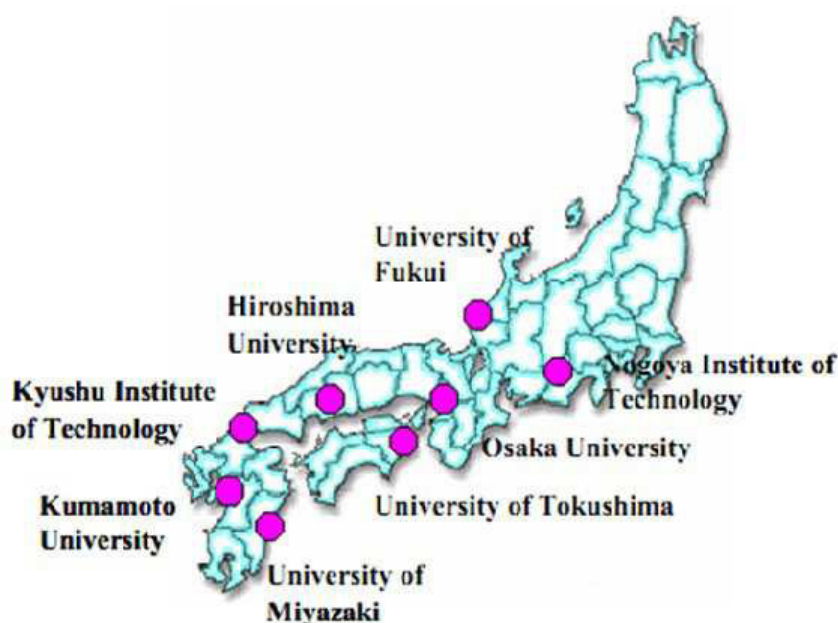 University of
Fukui
Hiroshima
University
Nogoya Institute of
Technology
Kyushu Institute
of Technology
Osaka University
Kumamoto
University
University of Tokushima
University of
Miyazaki